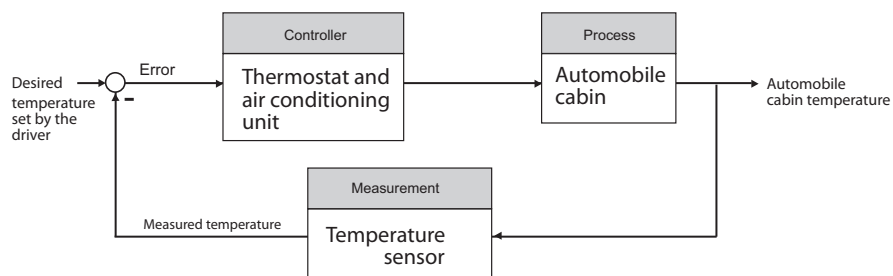 Controller
Process
Desired
temperature
set by the
driver
Error
−
Thermostat and
air conditioning
unit
Automobile
cabin
Automobile
cabin temperature
Measurement
Measured temperature
Temperature
sensor